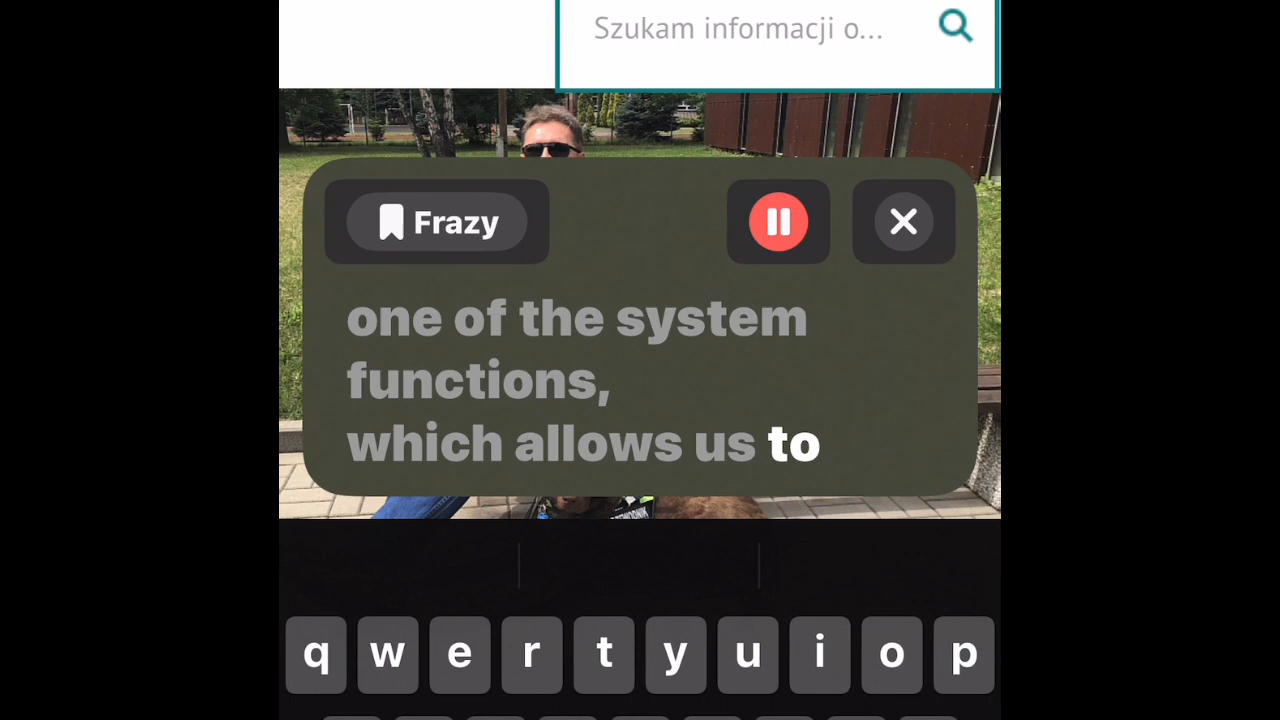 Szukam informacji o...
Frazy
one of the system
functions,
which allows us to
q w e r t y u i o p